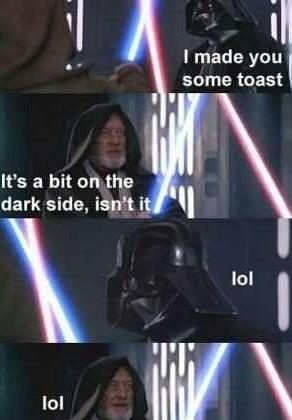 I made you
some toast
It's a bit on the
dark side, isn't it
lol
lol